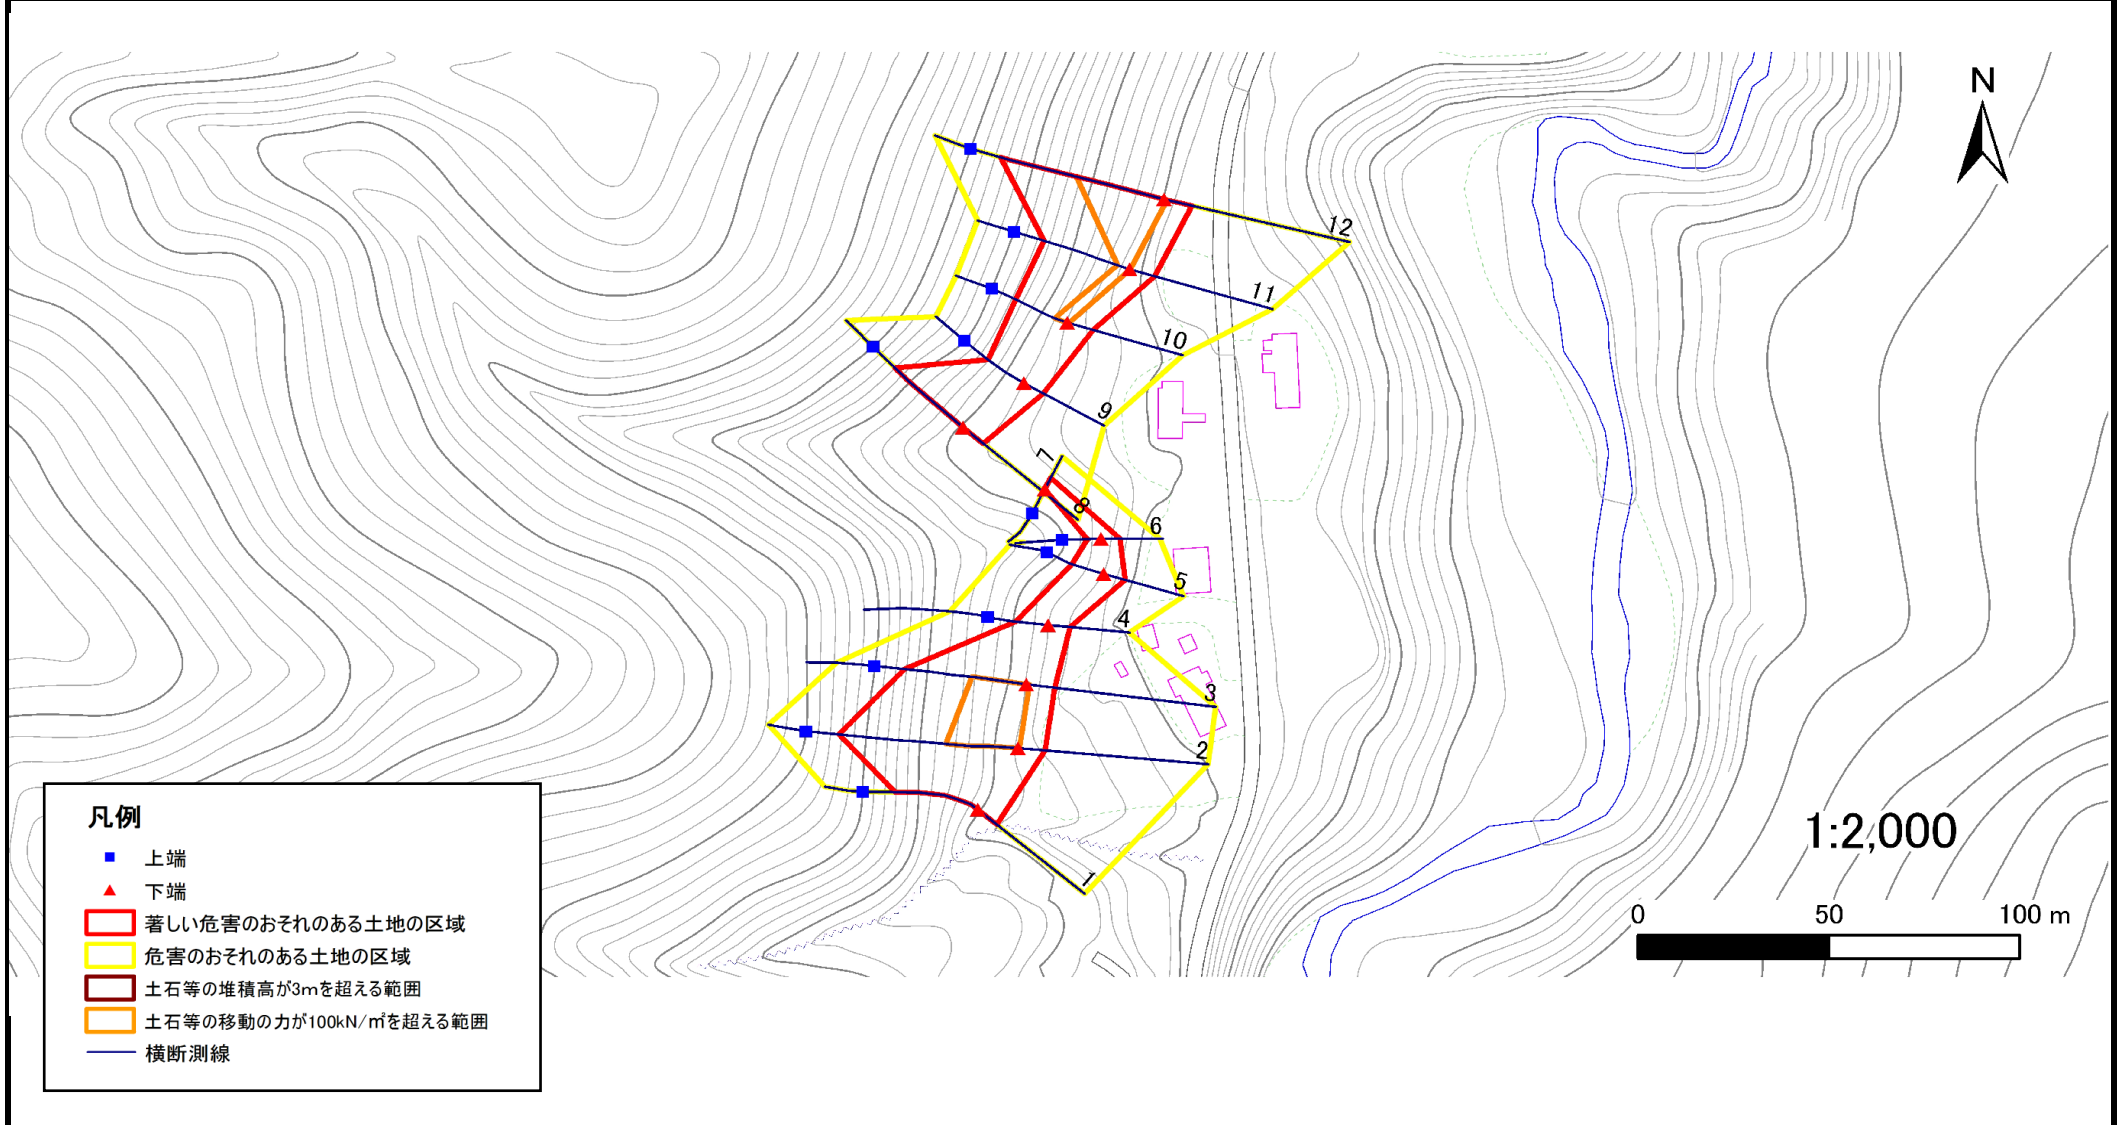 N
12
11
10
9
7
8
6
5
4
3
2
1
凡例
上端
下端
著しい危害のおそれのある土地の区域
危害のおそれのある土地の区域
土石等の堆積高が3mを超える範囲
土石等の移動の力が100kN/㎡を超える範囲
横断測線
1:2,000
0 50 100 m